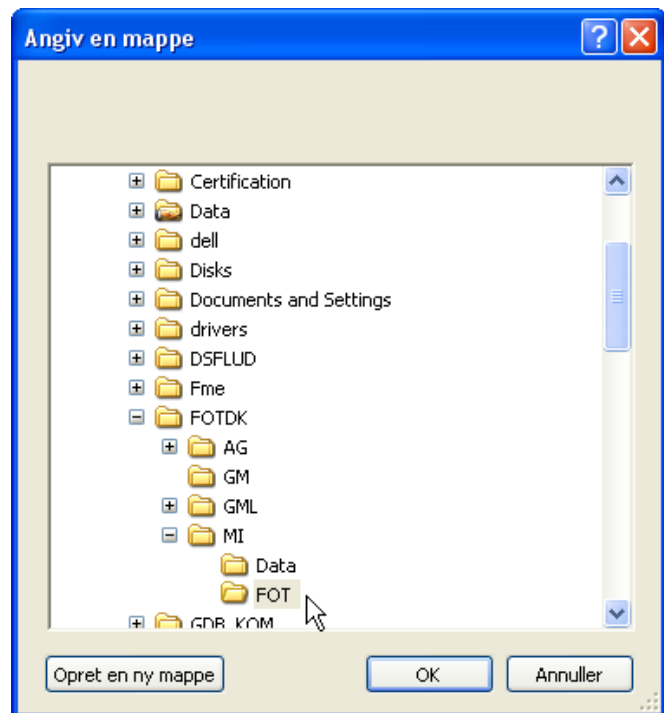 Angiv en mappe
Certification
Data
dell
Disks
Documents and Settings
drivers
DSFLUD
Fme
FOTDK
AG
GM
GML
MI
Data
FOT
GDB_KOM
Opret en ny mappe
OK
Annuller